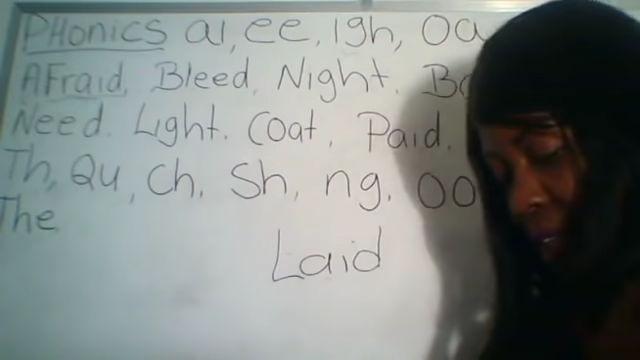 PHonics ai, ee, igh, oa
AFraid. Bleed. Night.
Need. Light. Coat, Paid.
Th, Qu, Ch, Sh, ng, oo
The
Laid